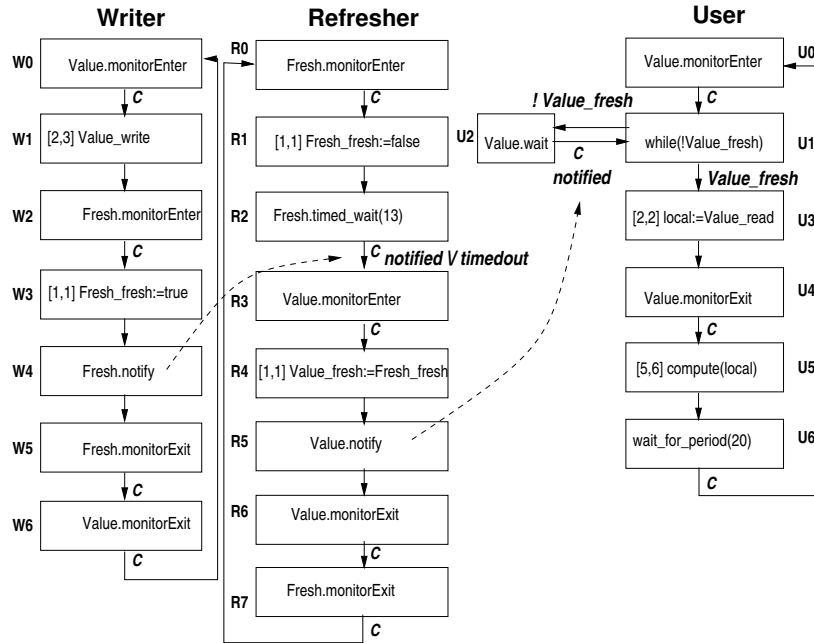 Writer
W0
Value.monitorEnter
C
W1
[2,3] Value_write
W2
Fresh.monitorEnter
C
W3
[1,1] Fresh_fresh:=true
W4
Fresh.notify
W5
Fresh.monitorExit
C
W6
Value.monitorExit
C
Refresher
R0
Fresh.monitorEnter
C
R1
[1,1] Fresh_fresh:=false
R2
Fresh.timed_wait(13)
C
notified V timedout
R3
Value.monitorEnter
C
R4
[1,1] Value_fresh:=Fresh_fresh
R5
Value.notify
R6
Value.monitorExit
C
R7
Fresh.monitorExit
C
User
U0
Value.monitorEnter
C
! Value_fresh
U2
Value.wait
C
notified
while(!Value_fresh)
U1
Value_fresh
[2,2] local:=Value_read
U3
Value.monitorExit
U4
C
[5,6] compute(local)
U5
wait_for_period(20)
U6
C